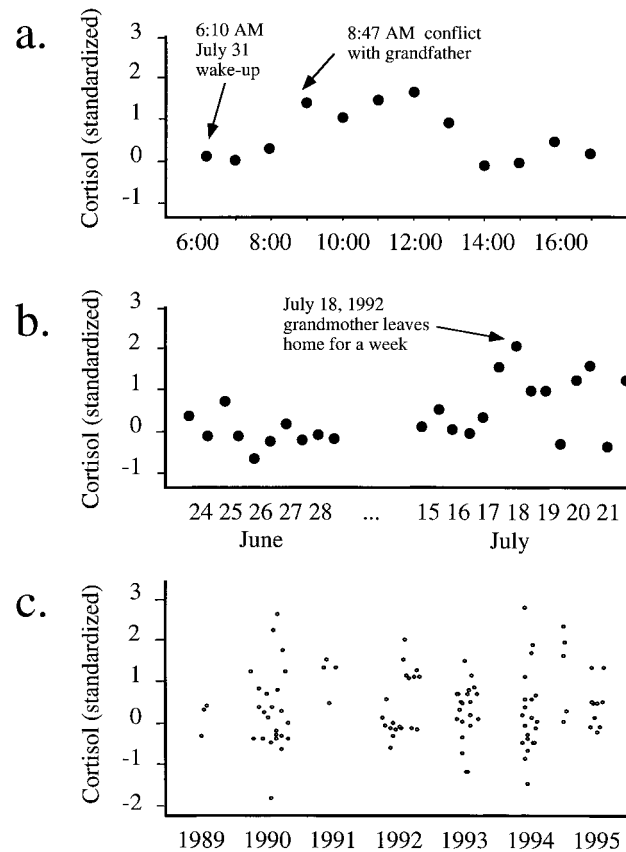 a.
Cortisol (standardized)
3
2
1
0
-1
6:10 AM
July 31
wake-up
8:47 AM conflict
with grandfather
6:00 8:00 10:00 12:00 14:00 16:00
b.
Cortisol (standardized)
3
2
1
0
-1
July 18, 1992
grandmother leaves
home for a week
24 25 26 27 28 ... 15 16 17 18 19 20 21
June July
c.
Cortisol (standardized)
3
2
1
0
-1
-2
1989 1990 1991 1992 1993 1994 1995